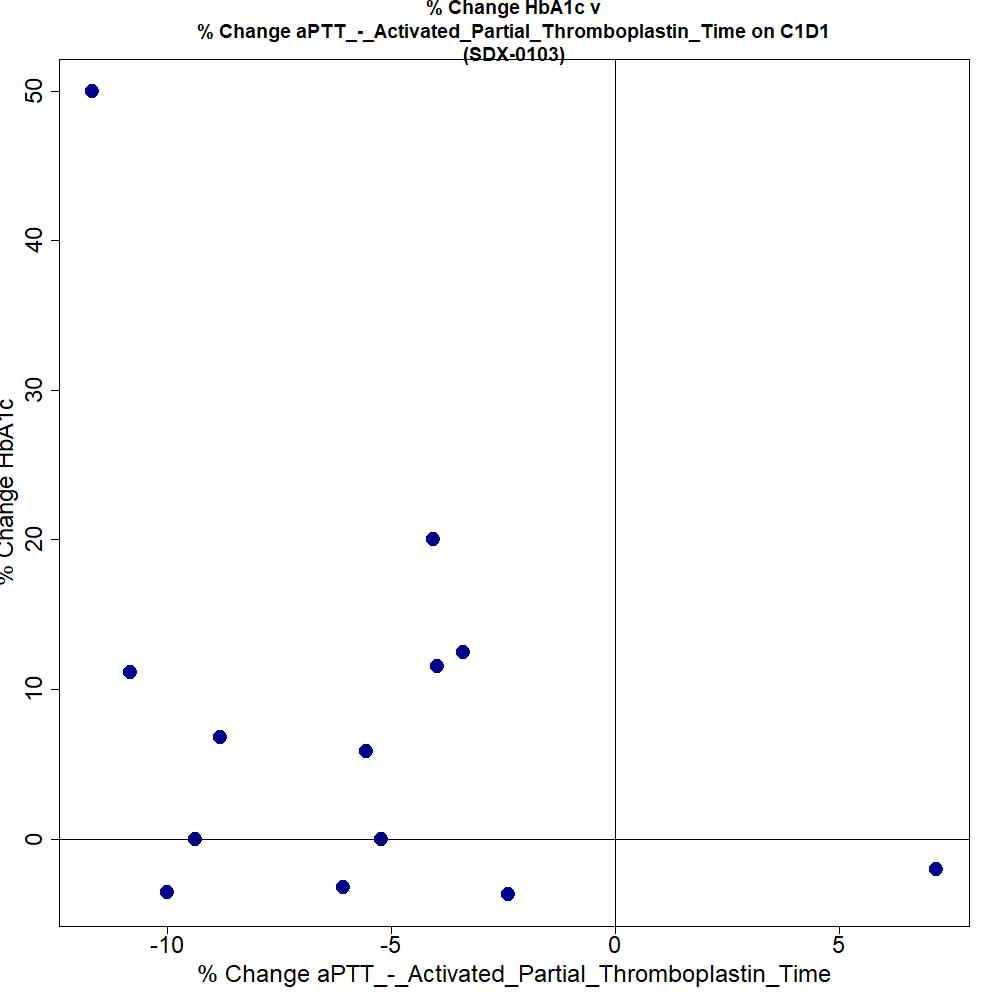 % Change HbA1c v
% Change aPTT_-_Activated_Partial_Thromboplastin_Time on C1D1
(SDX-0103)
50
40
30
20
10
0
% Change HbA1c
-10
-5
0
5
% Change aPTT_-_Activated_Partial_Thromboplastin_Time